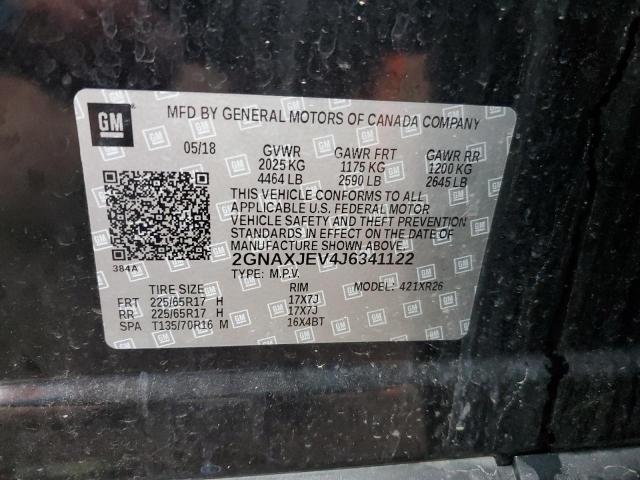 GM
MFD BY GENERAL MOTORS OF CANADA COMPANY
05/18 GVWR GAWR FRT GAWR RR
2025 KG 1175 KG 1200 KG
4464 LB 2590 LB 2645 LB
THIS VEHICLE CONFORMS TO ALL
APPLICABLE U.S. FEDERAL MOTOR
VEHICLE SAFETY AND THEFT PREVENTION
STANDARDS IN EFFECT ON THE DATE OF
MANUFACTURE SHOWN ABOVE.
384A 2GNAXJEV4J6341122
TYPE: M.P.V. MODEL: 421XR26
TIRE SIZE RIM
FRT 225/65R17 H 17X7J
RR 225/65R17 H 17X7J
SPA T135/70R16 M 16X4BT